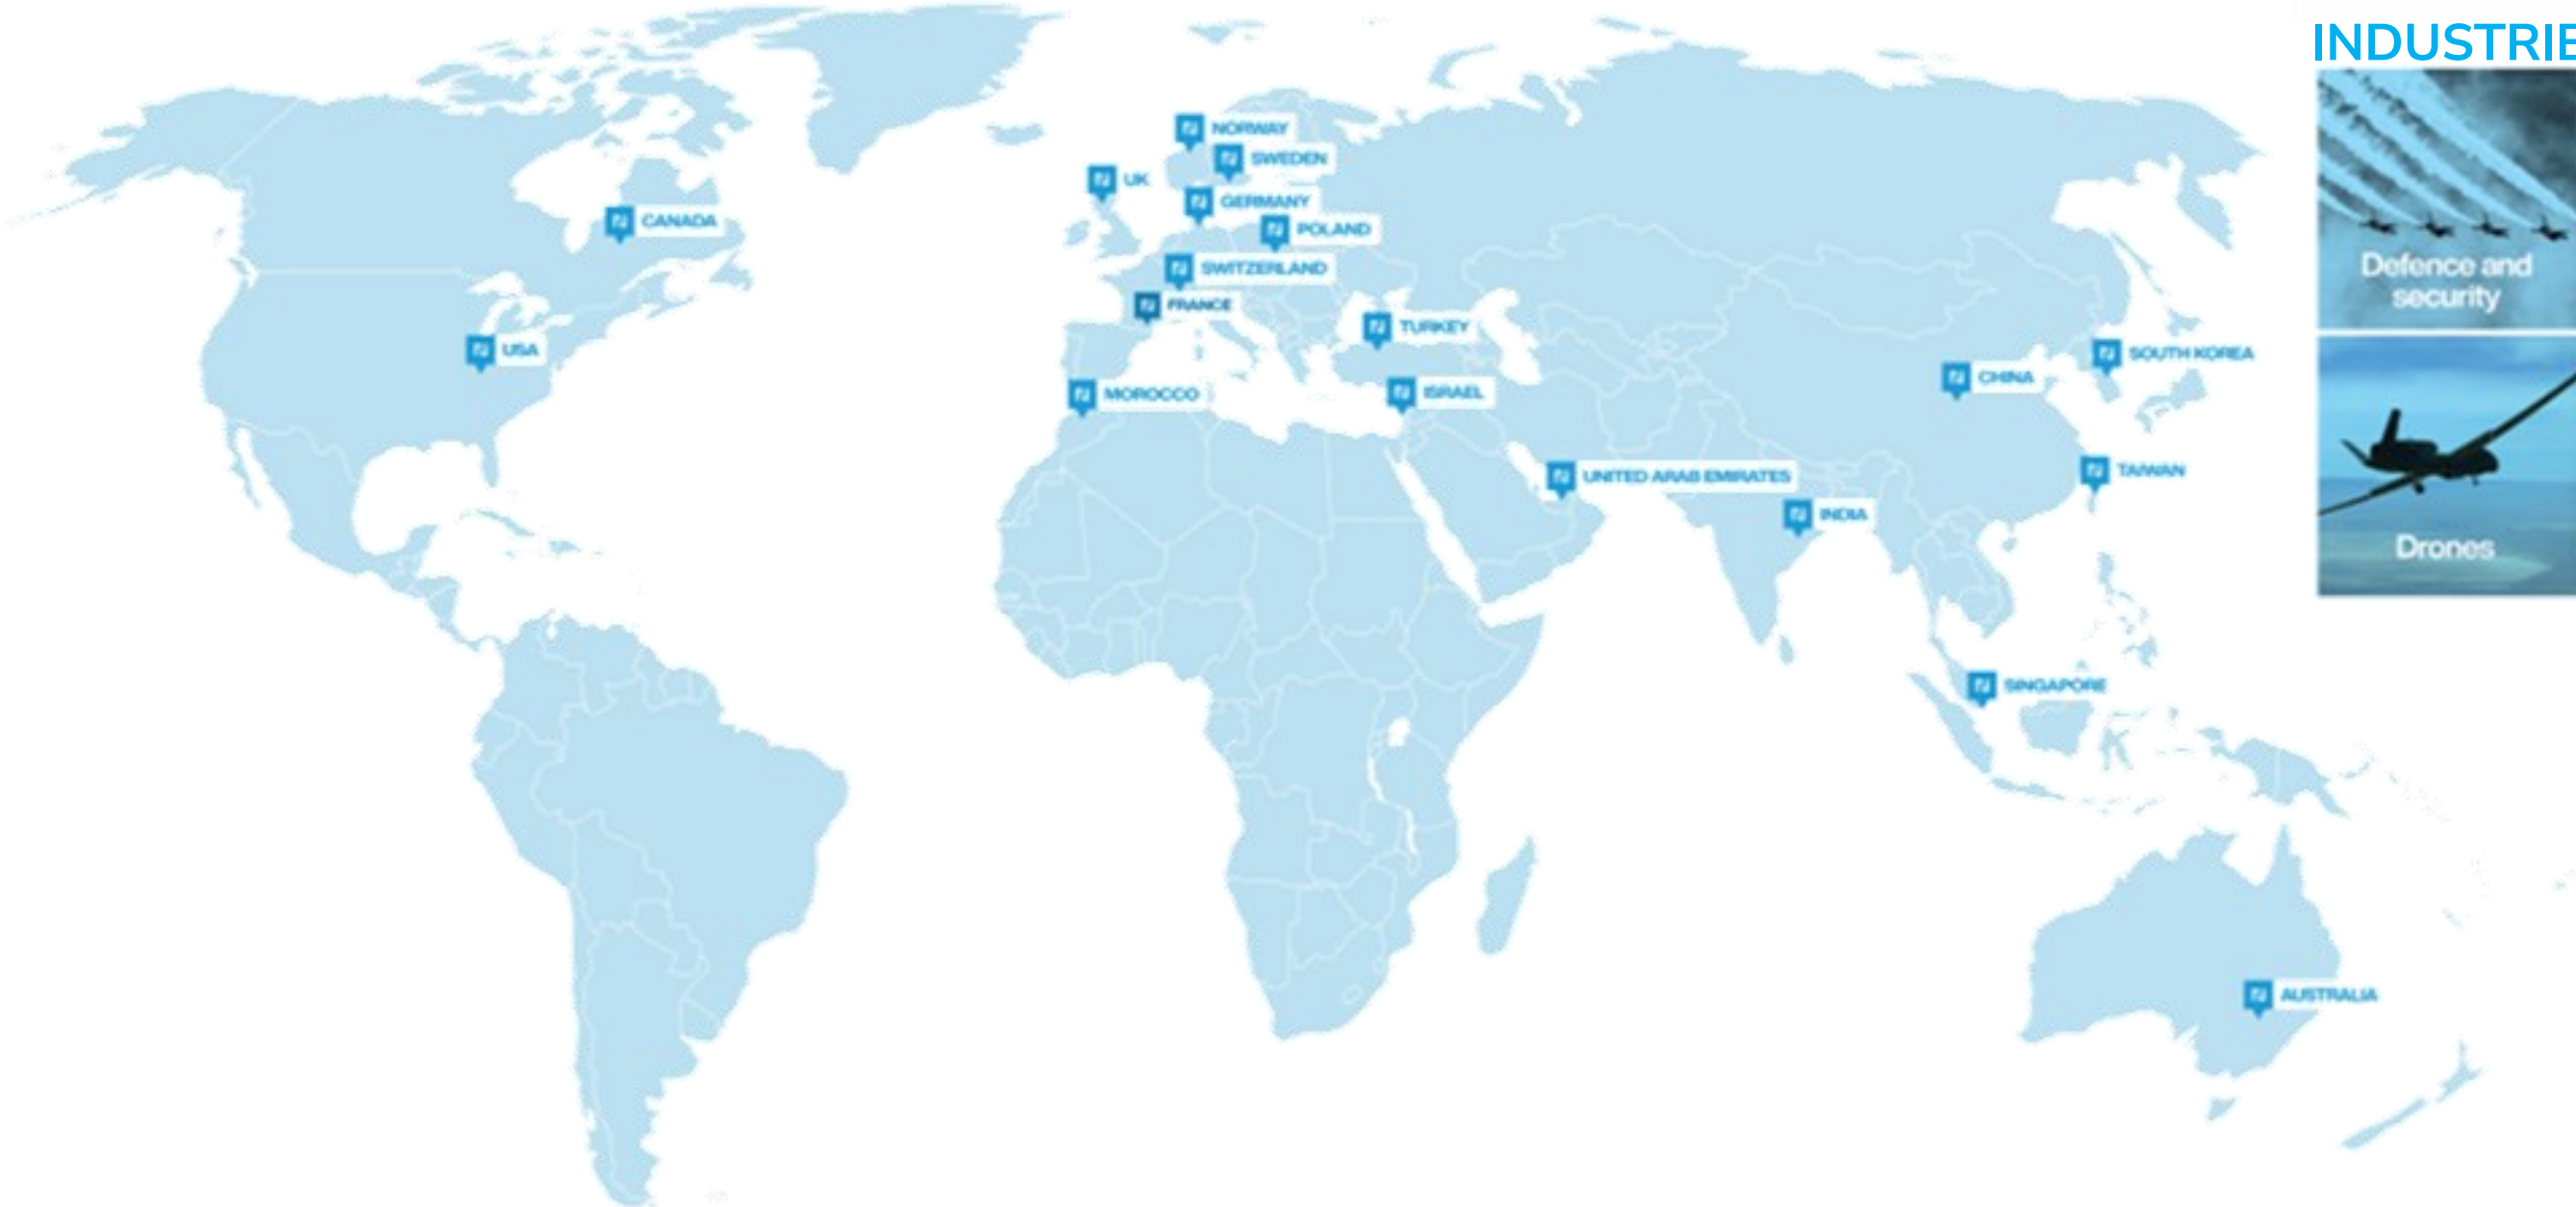 INDUSTRIE
NORWAY
SWEDEN
UK
GERMANY
CANADA
POLAND
SWITZERLAND
Defence and
security
FRANCE
TURKEY
USA
SOUTH KOREA
CHINA
MOROCCO
ISRAEL
TAIWAN
UNITED ARAB EMIRATES
INDIA
Drones
SINGAPORE
AUSTRALIA